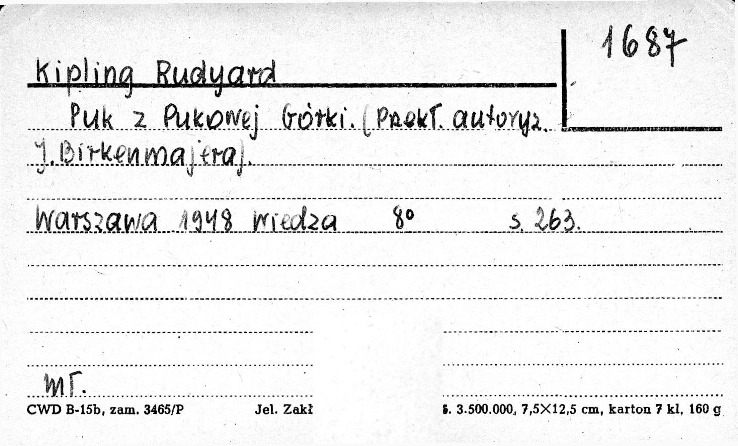 1687
Kipling Rudyard
Puk z Pukowej Górki. (Przekł. autoryz.
J. Birkenmajera).
Warszawa 1948 Wiedza 8° s. 263.
mł.
CWD B-15b, zam. 3465/P Jel. Zakł s. 3.500.000, 7,5×12,5 cm, karton 7 kl, 160 g